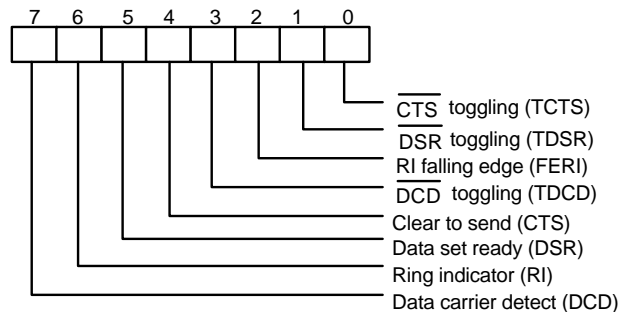 7 6 5 4 3 2 1 0
CTS toggling (TCTS)
DSR toggling (TDSR)
RI falling edge (FERI)
DCD toggling (TDCD)
Clear to send (CTS)
Data set ready (DSR)
Ring indicator (RI)
Data carrier detect (DCD)